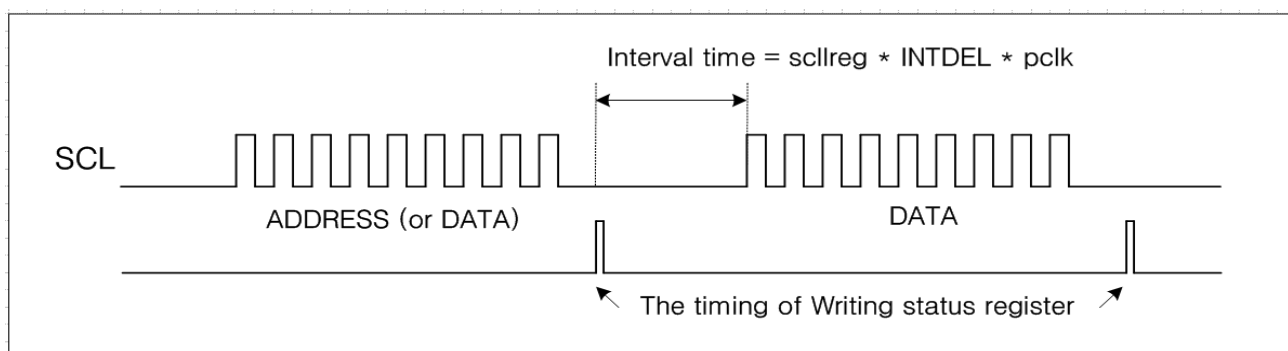 Interval time = scllreg * INTDEL * pclk
SCL
ADDRESS (or DATA)
DATA
The timing of Writing status register